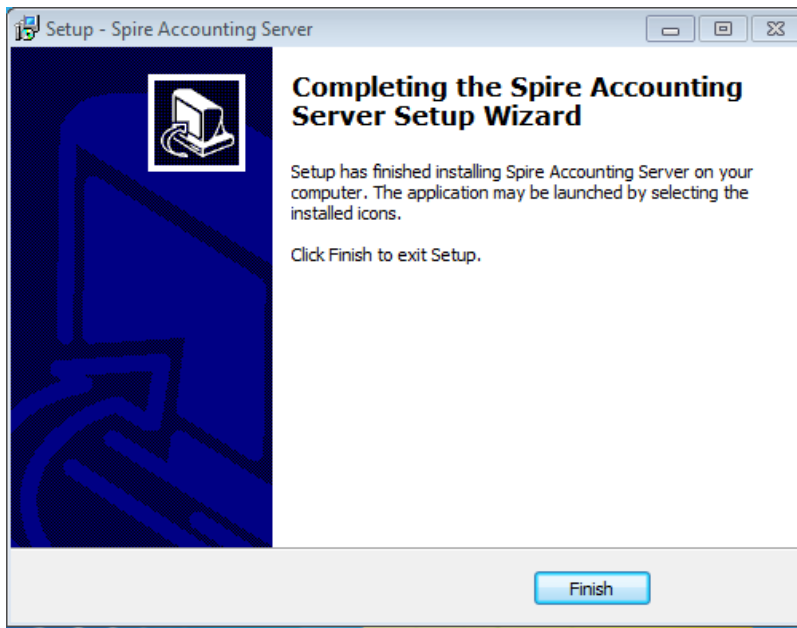 Setup - Spire Accounting Server
Completing the Spire Accounting
Server Setup Wizard
Setup has finished installing Spire Accounting Server on your
computer. The application may be launched by selecting the
installed icons.
Click Finish to exit Setup.
Finish